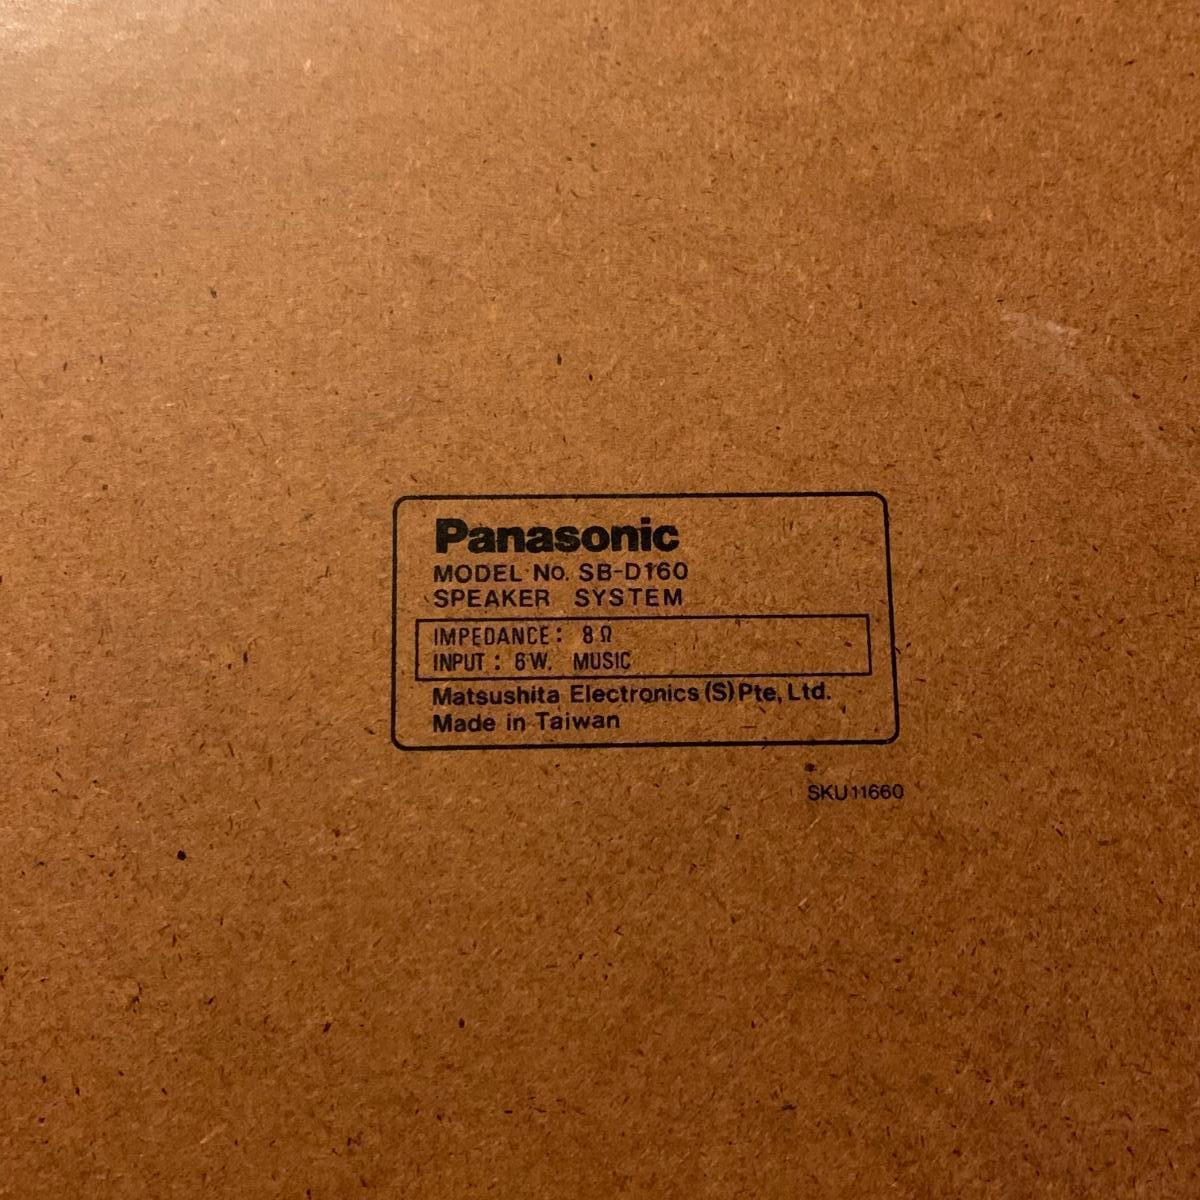 Panasonic
MODEL No. SB-D160
SPEAKER SYSTEM
IMPEDANCE: 8Ω
INPUT: 6W. MUSIC
Matsushita Electronics (S) Pte, Ltd.
Made in Taiwan
SKU11660